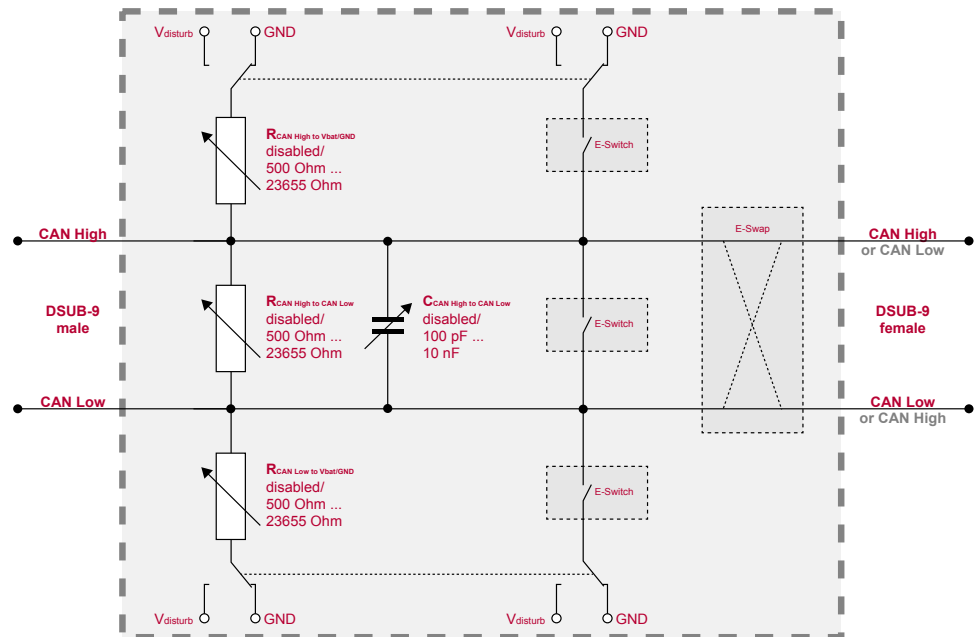 Vdisturb GND Vdisturb GND
RCAN High to Vbat/GND
disabled/
500 Ohm ...
23655 Ohm
E-Switch
CAN High
E-Swap
CAN High
or CAN Low
DSUB-9
male
RCAN High to CAN Low
disabled/
500 Ohm ...
23655 Ohm
CCAN High to CAN Low
disabled/
100 pF ...
10 nF
E-Switch
DSUB-9
female
CAN Low
CAN Low
or CAN High
RCAN Low to Vbat/GND
disabled/
500 Ohm ...
23655 Ohm
E-Switch
Vdisturb GND Vdisturb GND